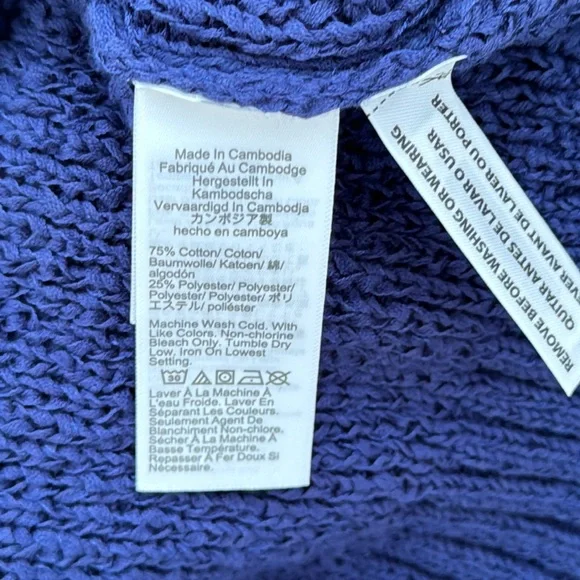 Made In Cambodia
Fabriqué Au Cambodge
Hergestellt In
Kambodscha
Vervaardigd In Cambodja
カンボジア製
hecho en camboya
75% Cotton/ Coton/
Baumwolle/ Katoen/ 綿/
algodón
25% Polyester/ Polyester/
Polyester/ Polyester/ ポリ
エステル/ poliéster
Machine Wash Cold. With
Like Colors. Non-chlorine
Bleach Only. Tumble Dry
Low. Iron On Lowest
Setting.
30
Laver À La Machine À
L'eau Froide. Laver En
Séparant Les Couleurs.
Seulement Agent De
Blanchiment Non-chlore.
Sécher À La Machine À
Basse Température.
Repasser À Fer Doux Si
Nécessaire.
REMOVE BEFORE WASHING OR WEARING
QUITAR ANTES DE LAVAR O USAR
ER AVANT DE LAVER OU PORTER